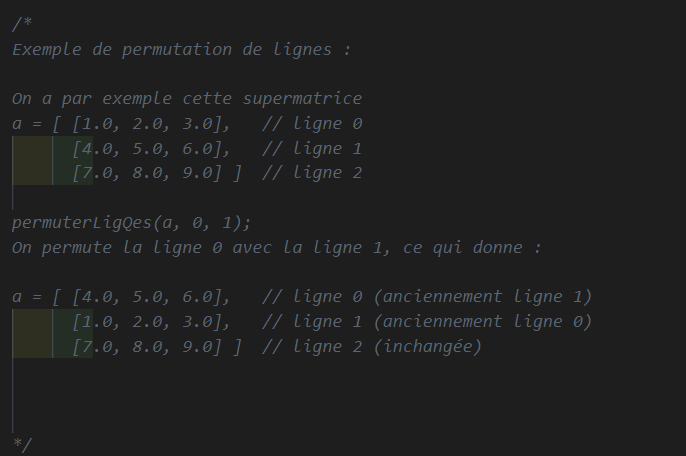 /*
Exemple de permutation de lignes :
On a par exemple cette supermatrice
a = [ [1.0, 2.0, 3.0],   // ligne 0
      [4.0, 5.0, 6.0],   // ligne 1
      [7.0, 8.0, 9.0] ]  // ligne 2
permuterLigQes(a, 0, 1);
On permute la ligne 0 avec la ligne 1, ce qui donne :
a = [ [4.0, 5.0, 6.0],   // ligne 0 (anciennement ligne 1)
      [1.0, 2.0, 3.0],   // ligne 1 (anciennement ligne 0)
      [7.0, 8.0, 9.0] ]  // ligne 2 (inchangée)
*/